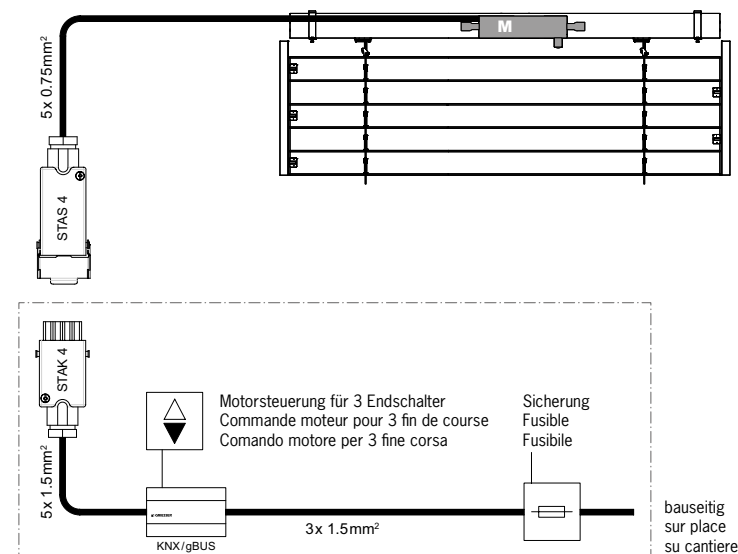 M
5x 0.75mm²
STAS 4
STAK 4
Motorsteuerung für 3 Endschalter
Commande moteur pour 3 fin de course
Comando motore per 3 fine corsa
Sicherung
Fusible
Fusibile
5x 1.5mm²
GRIESSER
KNX/gBUS
3x 1.5mm²
bauseitig
sur place
su cantiere